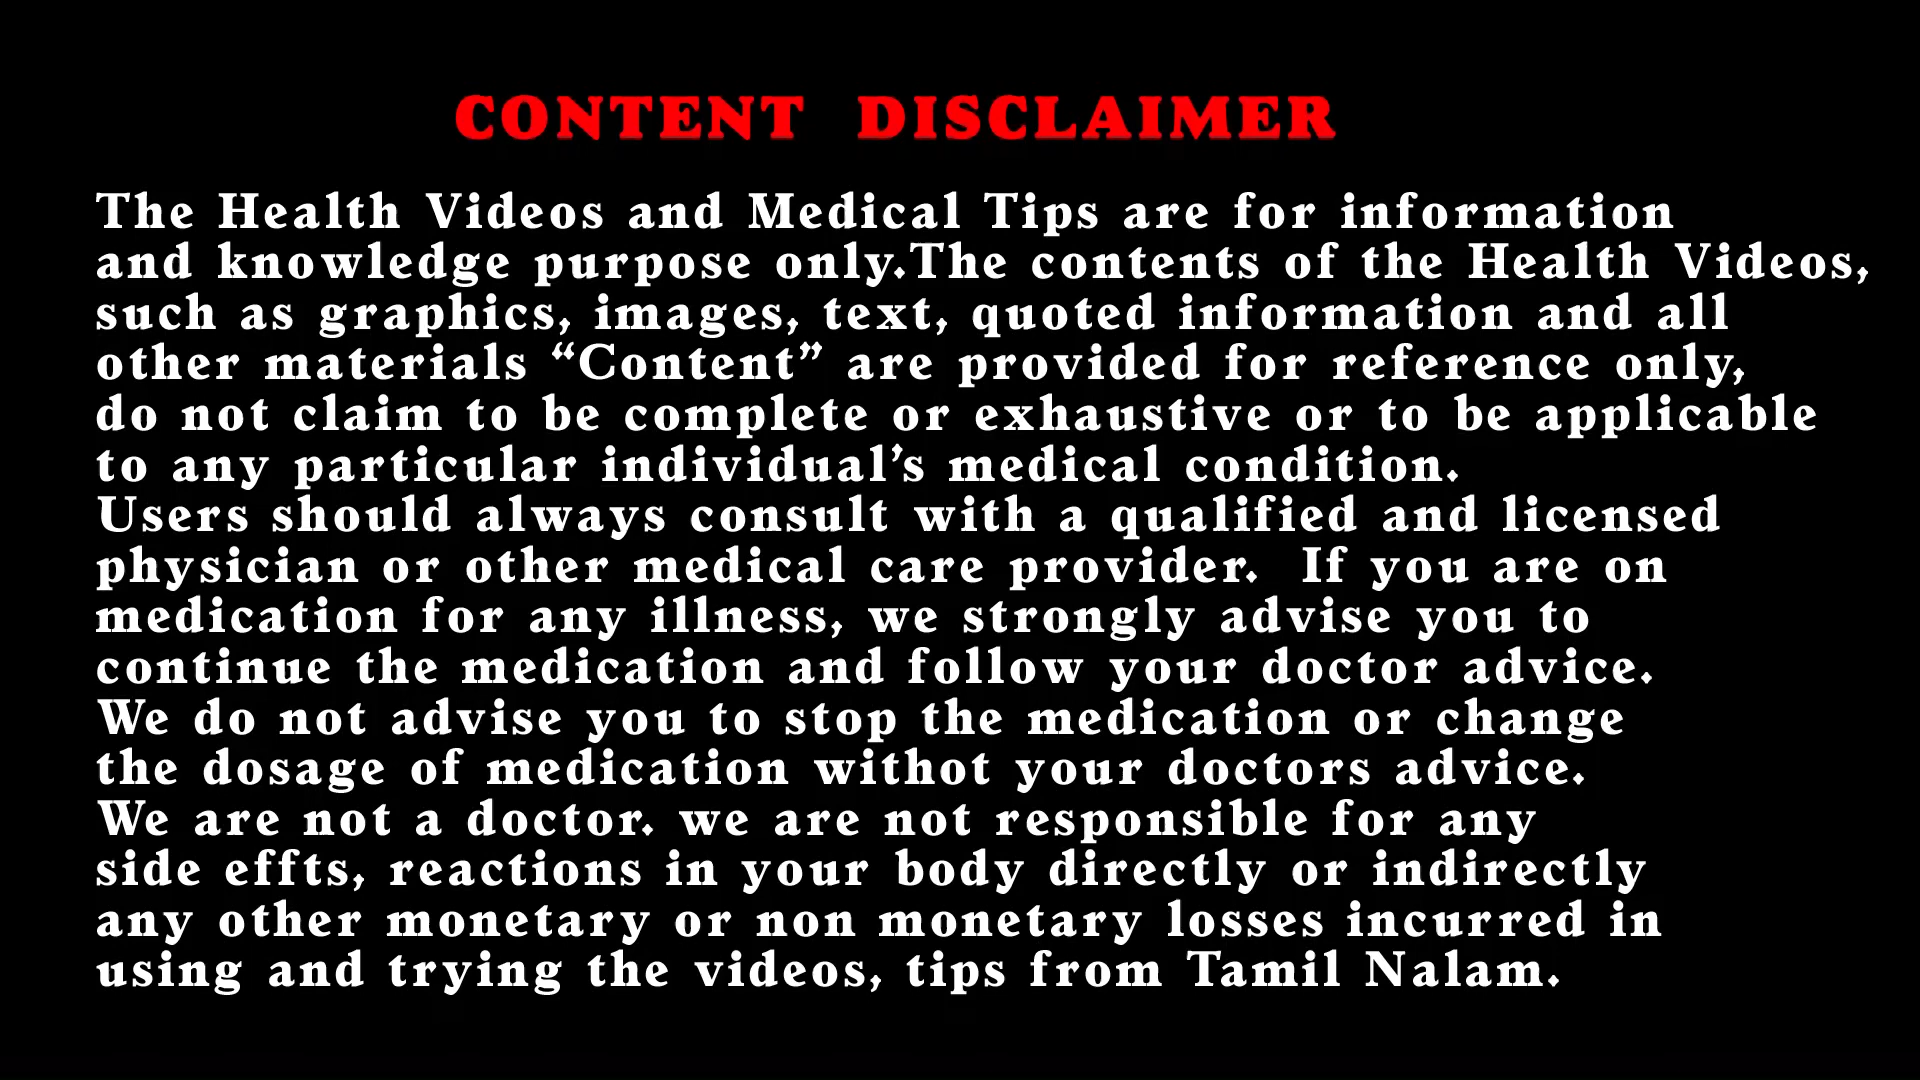 CONTENT DISCLAIMER
The Health Videos and Medical Tips are for information
and knowledge purpose only.The contents of the Health Videos,
such as graphics, images, text, quoted information and all
other materials “Content” are provided for reference only,
do not claim to be complete or exhaustive or to be applicable
to any particular individual’s medical condition.
Users should always consult with a qualified and licensed
physician or other medical care provider.  If you are on
medication for any illness, we strongly advise you to
continue the medication and follow your doctor advice.
We do not advise you to stop the medication or change
the dosage of medication withot your doctors advice.
We are not a doctor. we are not responsible for any
side effts, reactions in your body directly or indirectly
any other monetary or non monetary losses incurred in
using and trying the videos, tips from Tamil Nalam.